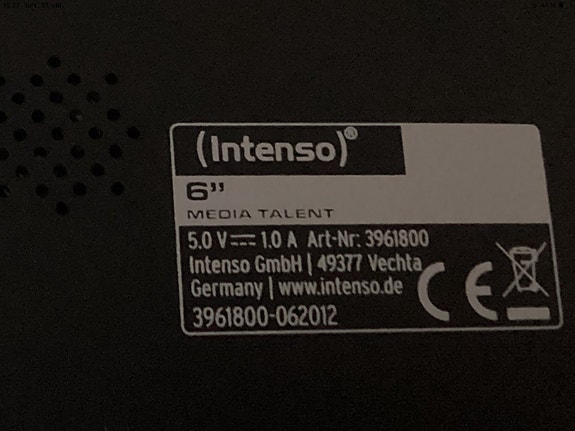 (Intenso)®
6”
MEDIA TALENT
5.0 V⎓1.0 A Art-Nr: 3961800
Intenso GmbH | 49377 Vechta
Germany | www.intenso.de
3961800-062012
CE